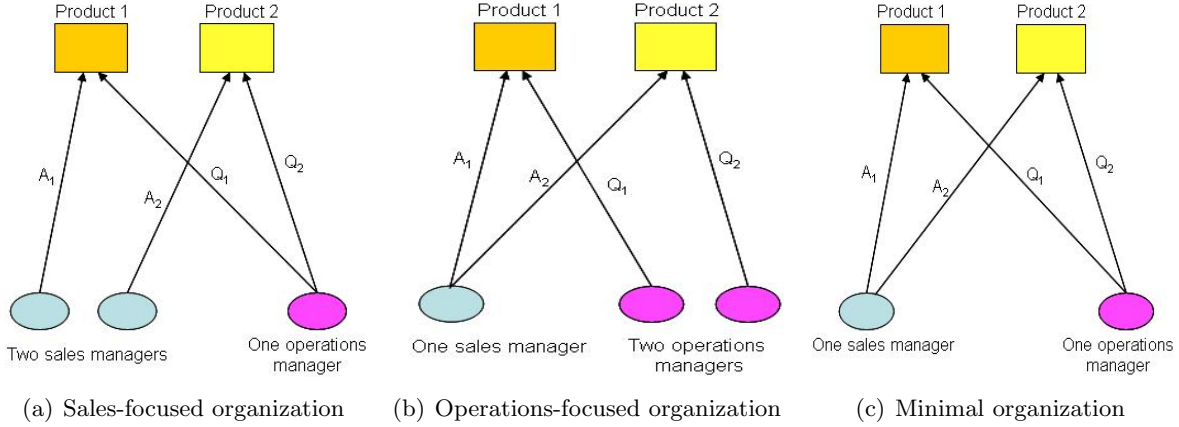 Product 1
Product 2
A1
A2
Q1
Q2
Two sales managers
One operations
manager
(a) Sales-focused organization
Product 1
Product 2
A1
A2
Q1
Q2
One sales manager
Two operations
managers
(b) Operations-focused organization
Product 1
Product 2
A1
A2
Q1
Q2
One sales manager
One operations
manager
(c) Minimal organization